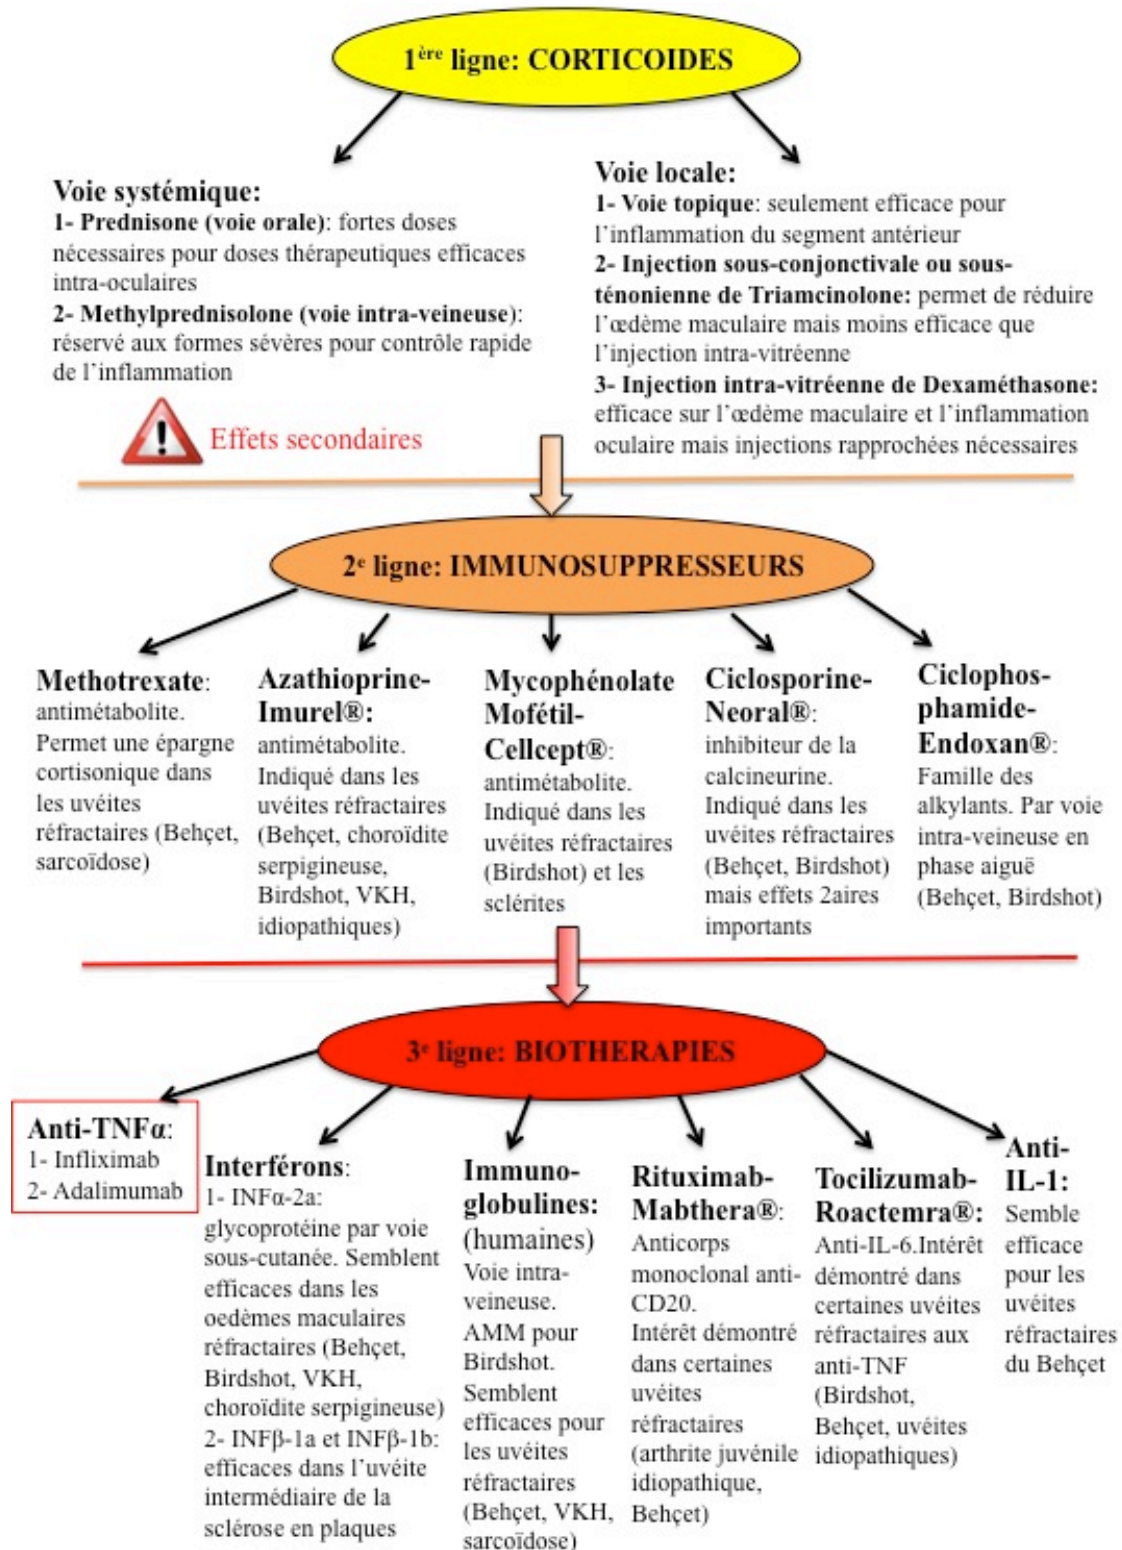 1ère ligne: CORTICOIDES
Voie systémique:
1- Prednisone (voie orale): fortes doses
nécessaires pour doses thérapeutiques efficaces
intra-oculaires
2- Methylprednisolone (voie intra-veineuse):
réservé aux formes sévères pour contrôle rapide
de l'inflammation
Effets secondaires
Voie locale:
1- Voie topique: seulement efficace pour
l'inflammation du segment antérieur
2- Injection sous-conjonctivale ou sous-
ténonienne de Triamcinolone: permet de réduire
l'œdème maculaire mais moins efficace que
l'injection intra-vitréenne
3- Injection intra-vitréenne de Dexaméthasone:
efficace sur l'œdème maculaire et l'inflammation
oculaire mais injections rapprochées nécessaires
2e ligne: IMMUNOSUPPRESSEURS
Methotrexate:
antimétabolite.
Permet une épargne
cortisonique dans
les uvéites
réfractaires (Behçet,
sarcoïdose)
Azathioprine-
Imurel®:
antimétabolite.
Indiqué dans les
uvéites réfractaires
(Behçet, choroïdite
serpigineuse,
Birdshot, VKH,
idiopathiques)
Mycophénolate
Mofétil-
Cellcept®:
antimétabolite.
Indiqué dans les
uvéites réfractaires
(Birdshot) et les
sclérites
Ciclosporine-
Neoral®:
inhibiteur de la
calcineurine.
Indiqué dans les
uvéites réfractaires
(Behçet, Birdshot)
mais effets 2aires
importants
Ciclophos-
phamide-
Endoxan®:
Famille des
alkylants. Par voie
intra-veineuse en
phase aiguë
(Behçet, Birdshot)
3e ligne: BIOTHERAPIES
Anti-TNFα:
1- Infliximab
2- Adalimumab
Interférons:
1- INFα-2a:
glycoprotéine par voie
sous-cutanée. Semblent
efficaces dans les
oedèmes maculaires
réfractaires (Behçet,
Birdshot, VKH,
choroïdite serpigineuse)
2- INFβ-1a et INFβ-1b:
efficaces dans l'uvéite
intermédiaire de la
sclérose en plaques
Immuno-
globulines:
(humaines)
Voie intra-
veineuse.
AMM pour
Birdshot.
Semblent
efficaces pour
les uvéites
réfractaires
(Behçet, VKH,
sarcoïdose)
Rituximab-
Mabthera®:
Anticorps
monoclonal anti-
CD20.
Intérêt démontré
dans certaines
uvéites
réfractaires
(arthrite juvénile
idiopathique,
Behçet)
Tocilizumab-
Roactemra®:
Anti-IL-6.Intérêt
démontré dans
certaines uvéites
réfractaires aux
anti-TNF
(Birdshot,
Behçet, uvéites
idiopathiques)
Anti-
IL-1:
Semble
efficace
pour les
uvéites
réfractaires
du Behçet